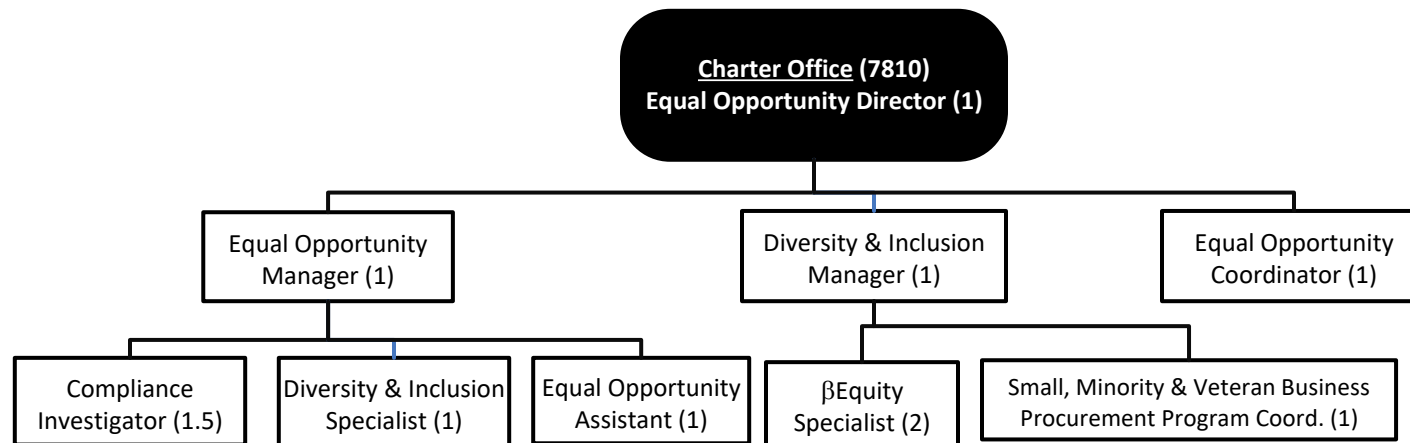 Charter Office (7810)
Equal Opportunity Director (1)
Equal Opportunity
Manager (1)
Diversity & Inclusion
Manager (1)
Equal Opportunity
Coordinator (1)
Compliance
Investigator (1.5)
Diversity & Inclusion
Specialist (1)
Equal Opportunity
Assistant (1)
βEquity
Specialist (2)
Small, Minority & Veteran Business
Procurement Program Coord. (1)